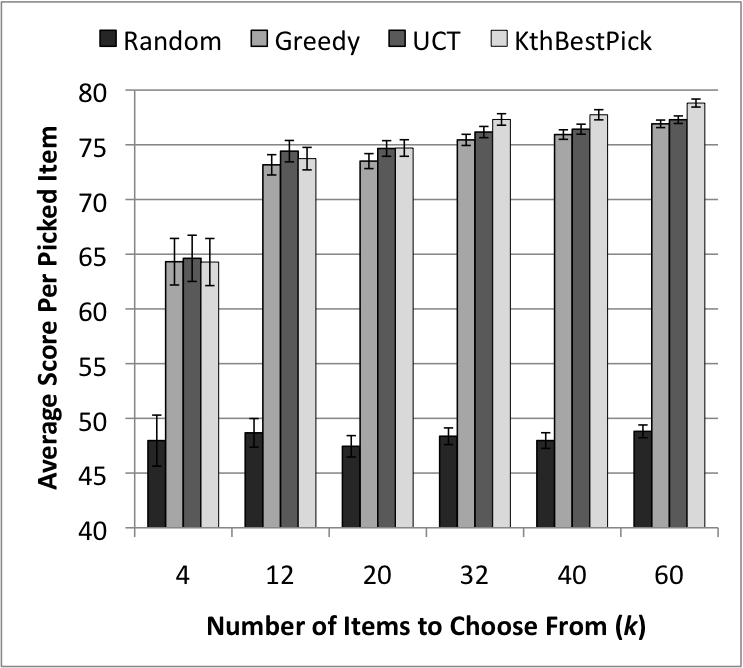 Random Greedy UCT KthBestPick
80
75
70
65
60
55
50
45
40
Average Score Per Picked Item
4 12 20 32 40 60
Number of Items to Choose From (k)